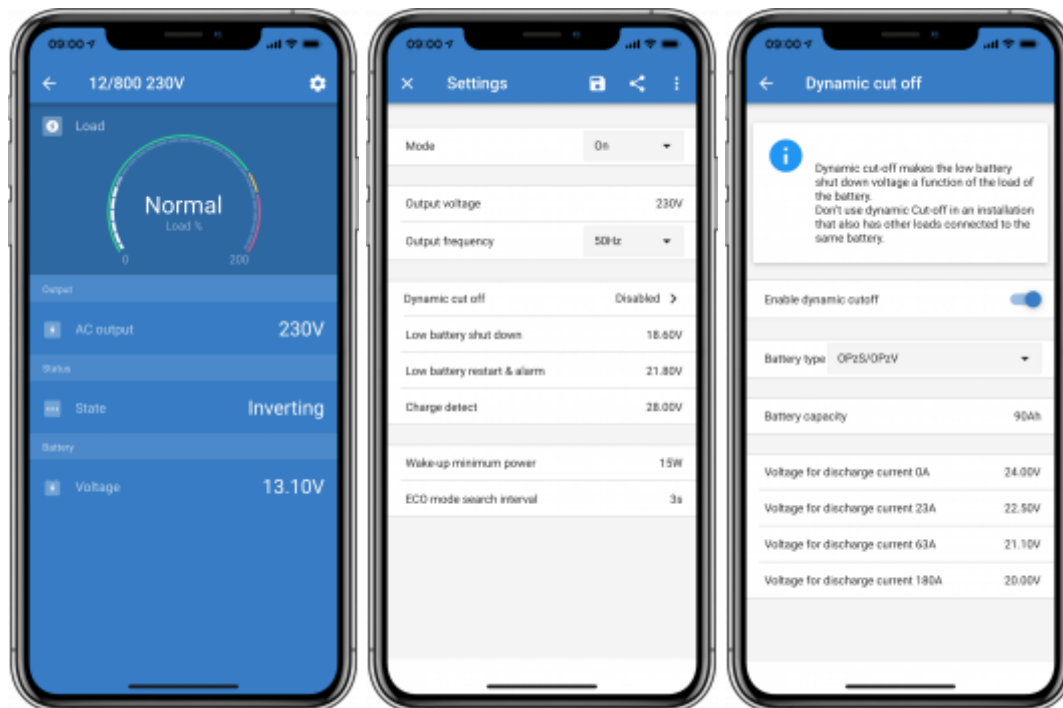 09:00
12/800 230V
Load
Normal
Load %
0
200
Output
AC output
230V
Status
State
Inverting
Battery
Voltage
13.10V
09:00
Settings
Mode
On
Output voltage
230V
Output frequency
50Hz
Dynamic cut off
Disabled
Low battery shut down
18.60V
Low battery restart & alarm
21.80V
Charge detect
28.00V
Wake-up minimum power
15W
ECO mode search interval
3s
09:00
Dynamic cut off
Dynamic cut-off makes the low battery
shut down voltage a function of the load of
the battery.
Don't use dynamic Cut-off in an installation
that also has other loads connected to the
same battery.
Enable dynamic cutoff
Battery type
OPzS/OPzV
Battery capacity
90Ah
Voltage for discharge current 0A
24.00V
Voltage for discharge current 23A
22.50V
Voltage for discharge current 63A
21.10V
Voltage for discharge current 180A
20.00V